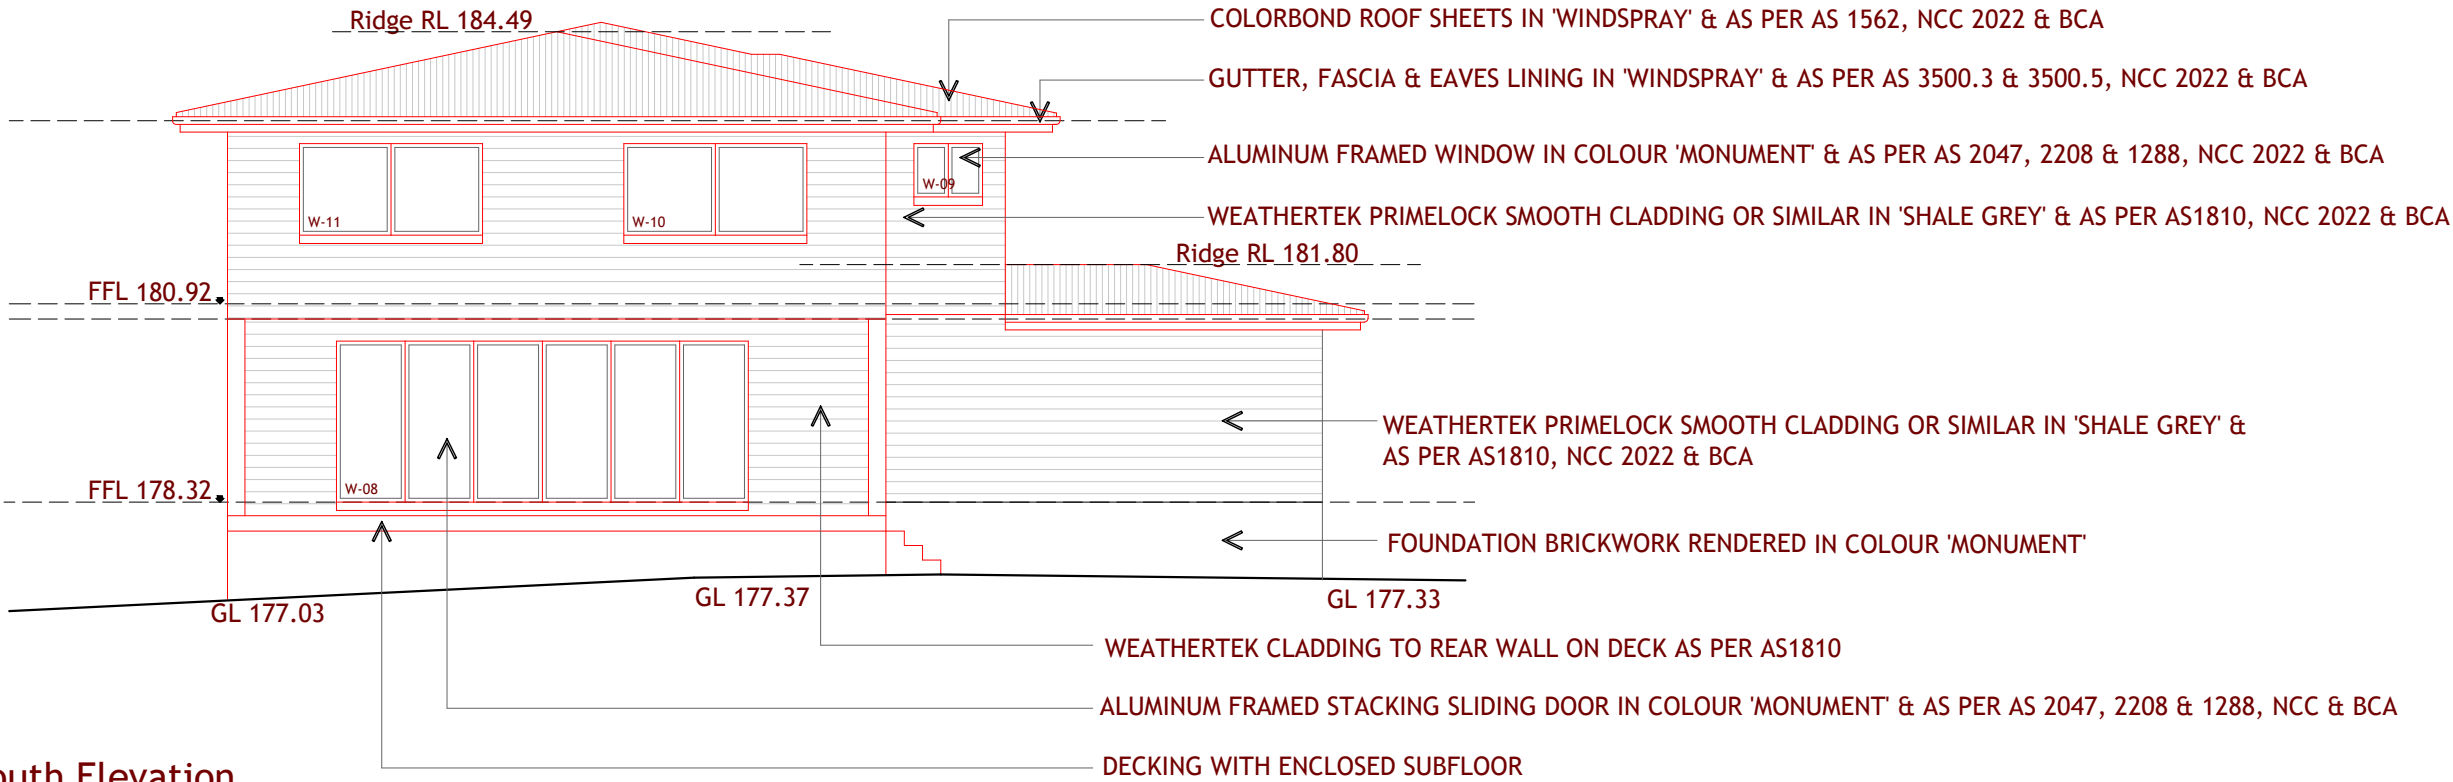 Ridge RL 184.49
COLORBOND ROOF SHEETS IN 'WINDSPRAY' & AS PER AS 1562, NCC 2022 & BCA
GUTTER, FASCIA & EAVES LINING IN 'WINDSPRAY' & AS PER AS 3500.3 & 3500.5, NCC 2022 & BCA
ALUMINUM FRAMED WINDOW IN COLOUR 'MONUMENT' & AS PER AS 2047, 2208 & 1288, NCC 2022 & BCA
W-09
W-11
W-10
WEATHERTEK PRIMELOCK SMOOTH CLADDING OR SIMILAR IN 'SHALE GREY' & AS PER AS1810, NCC 2022 & BCA
Ridge RL 181.80
FFL 180.92
WEATHERTEK PRIMELOCK SMOOTH CLADDING OR SIMILAR IN 'SHALE GREY' &
AS PER AS1810, NCC 2022 & BCA
FFL 178.32
W-08
FOUNDATION BRICKWORK RENDERED IN COLOUR 'MONUMENT'
GL 177.03
GL 177.37
GL 177.33
WEATHERTEK CLADDING TO REAR WALL ON DECK AS PER AS1810
ALUMINUM FRAMED STACKING SLIDING DOOR IN COLOUR 'MONUMENT' & AS PER AS 2047, 2208 & 1288, NCC & BCA
DECKING WITH ENCLOSED SUBFLOOR
outh Elevation